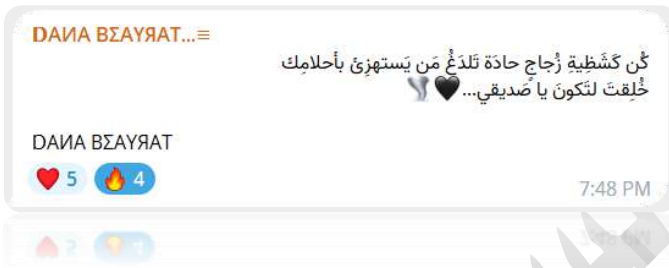 DAИA BΣAYЯAT...≡
كُن كَشَظِيةِ زُجاجٍ حادَة تَلدَغُ مَن يَستهزِئ بأحلامِك
خُلِقتَ لتَكونَ يا صَديقي...🖤🌪️
DAИA BΣAYЯAT
❤️ 5 🔥 4
7:48 PM